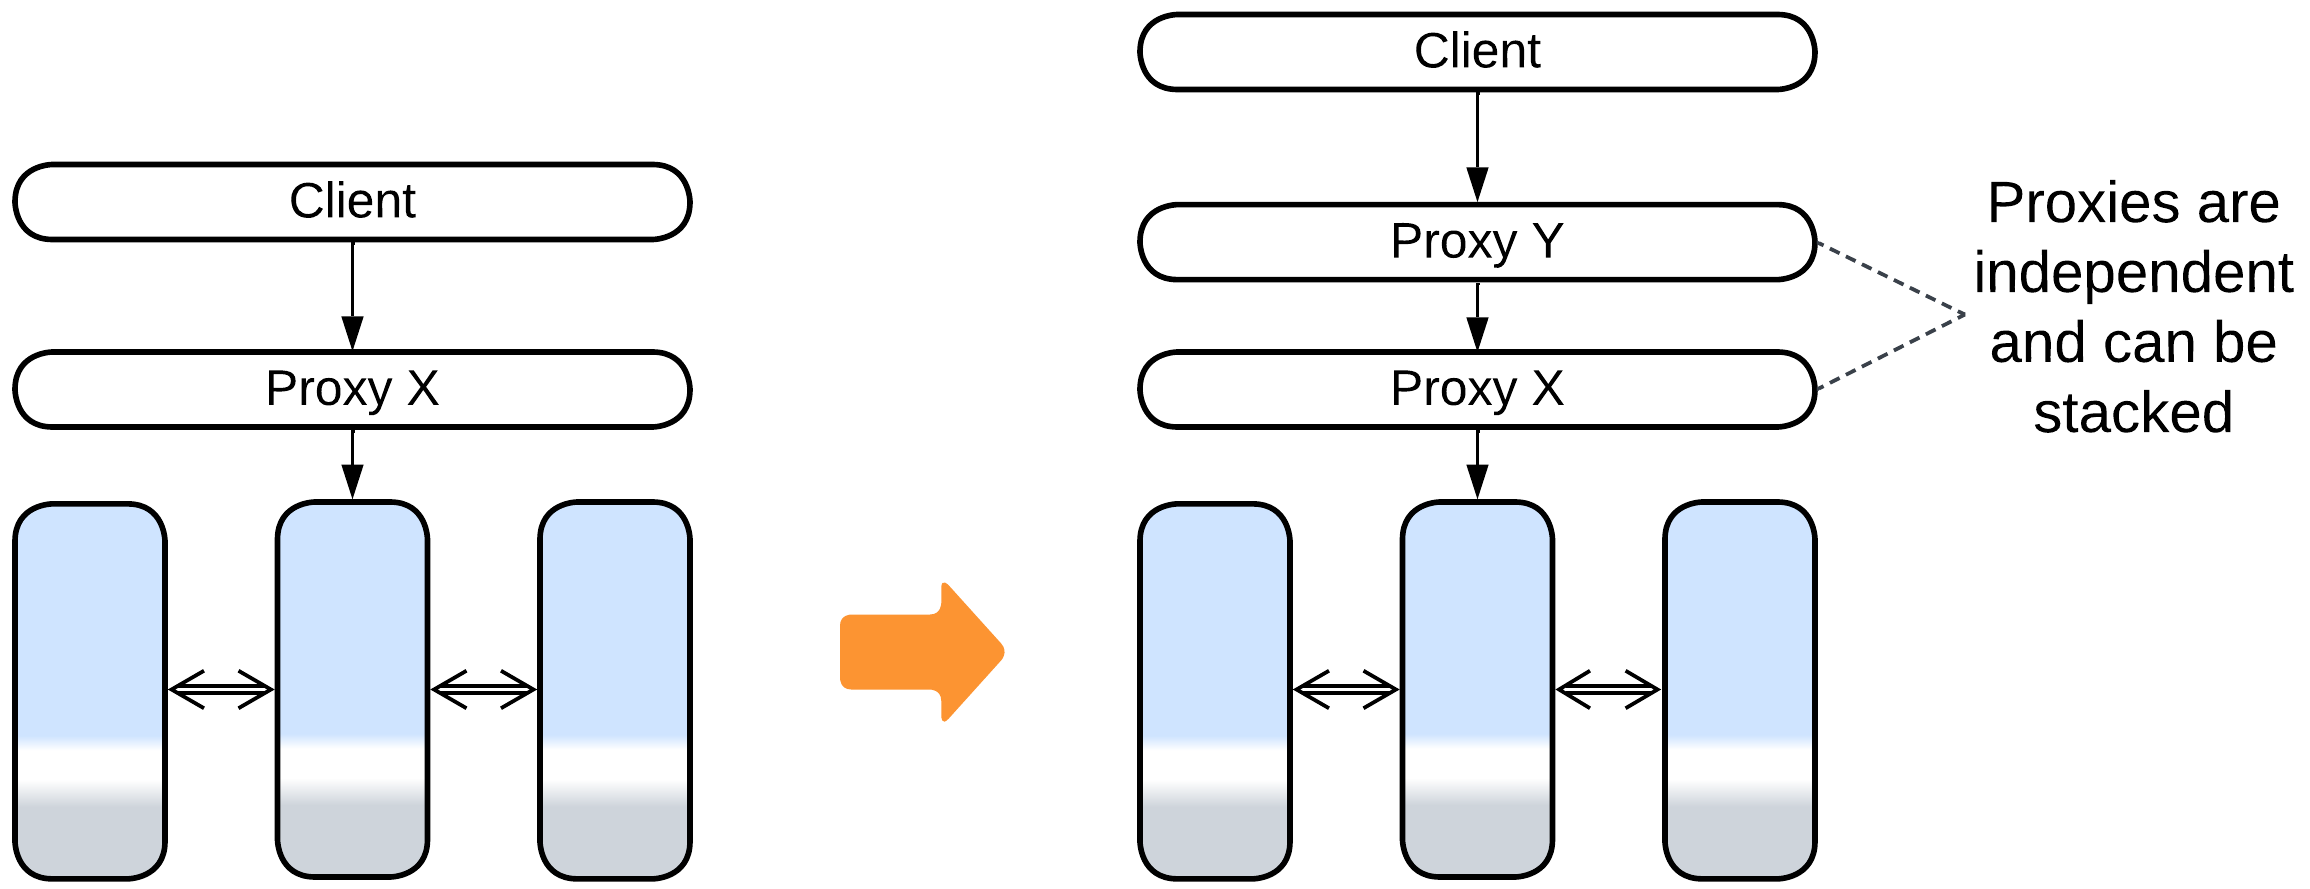 Client
Proxy X
Client
Proxy Y
Proxy X
Proxies are
independent
and can be
stacked